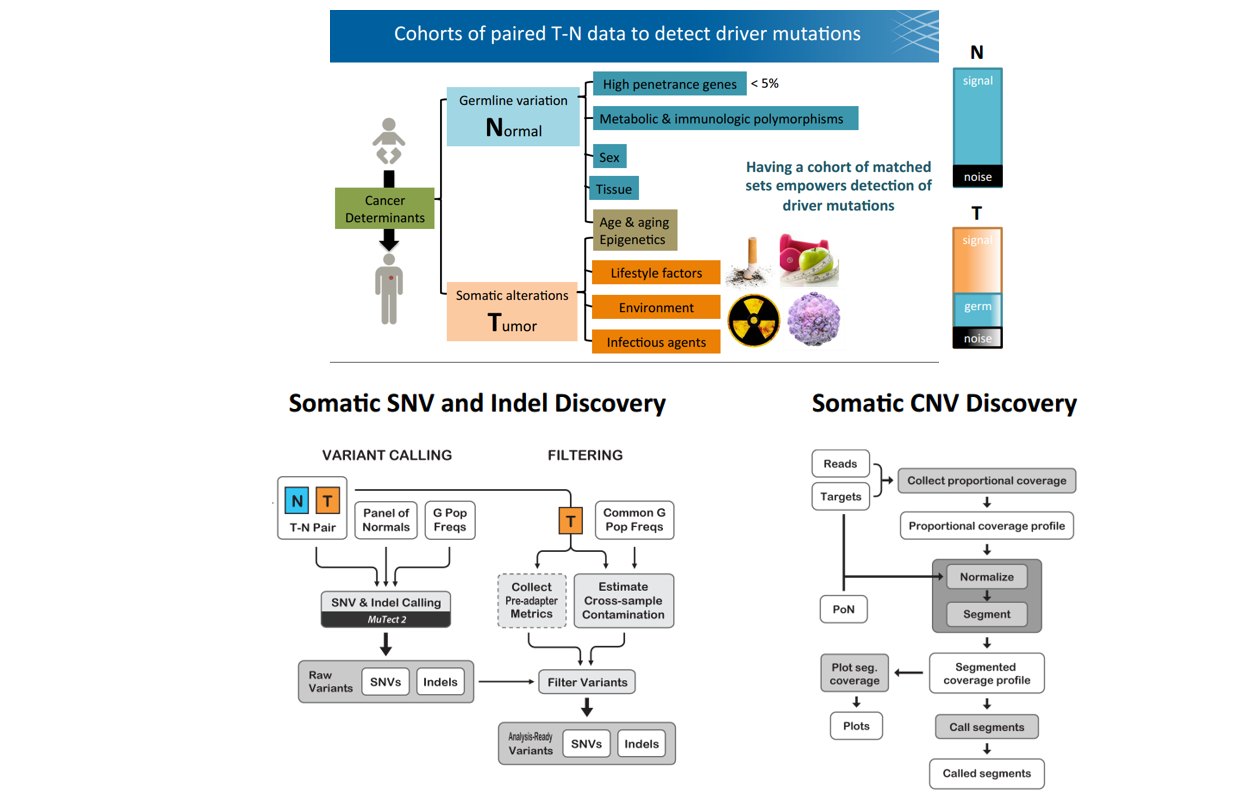 Cohorts of paired T-N data to detect driver mutations
Cancer
Determinants
Germline variation
Normal
High penetrance genes
< 5%
Metabolic & immunologic polymorphisms
Sex
Tissue
Age & aging
Epigenetics
Somatic alterations
Tumor
Lifestyle factors
Environment
Infectious agents
Having a cohort of matched
sets empowers detection of
driver mutations
N
signal
noise
T
signal
germ
noise
Somatic SNV and Indel Discovery
VARIANT CALLING
FILTERING
N T
T-N Pair
Panel of
Normals
G Pop
Freqs
T
Common G
Pop Freqs
SNV & Indel Calling
MuTect 2
Collect
Pre-adapter
Metrics
Estimate
Cross-sample
Contamination
Raw
Variants
SNVs
Indels
Filter Variants
Analysis-Ready
Variants
SNVs
Indels
Somatic CNV Discovery
Reads
Targets
Collect proportional coverage
Proportional coverage profile
Normalize
Segment
PoN
Plot seg.
coverage
Segmented
coverage profile
Plots
Call segments
Called segments